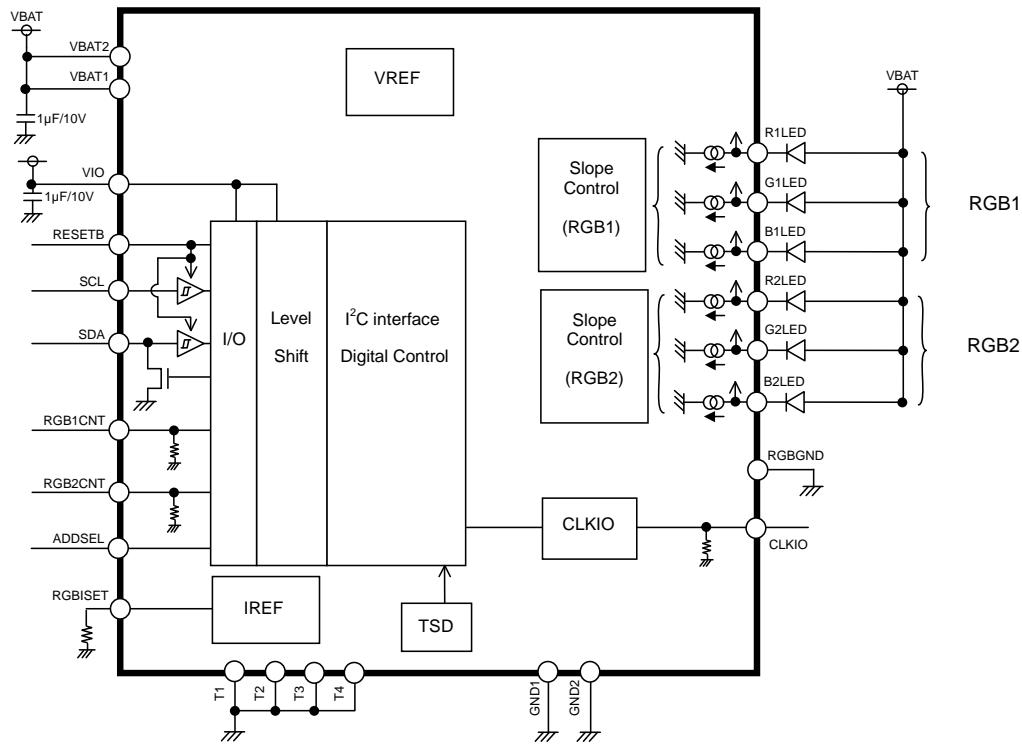 VBAT
VBAT2
VBAT1
1μF/10V
VIO
1μF/10V
RESETB
SCL
SDA
RGB1CNT
RGB2CNT
ADDSEL
RGBISET
VREF
I/O
Level
Shift
I²C interface
Digital Control
IREF
TSD
Slope
Control
(RGB1)
Slope
Control
(RGB2)
CLKIO
VBAT
R1LED
G1LED
B1LED
R2LED
G2LED
B2LED
RGB1
RGB2
RGBGND
CLKIO
T1
T2
T3
T4
GND1
GND2